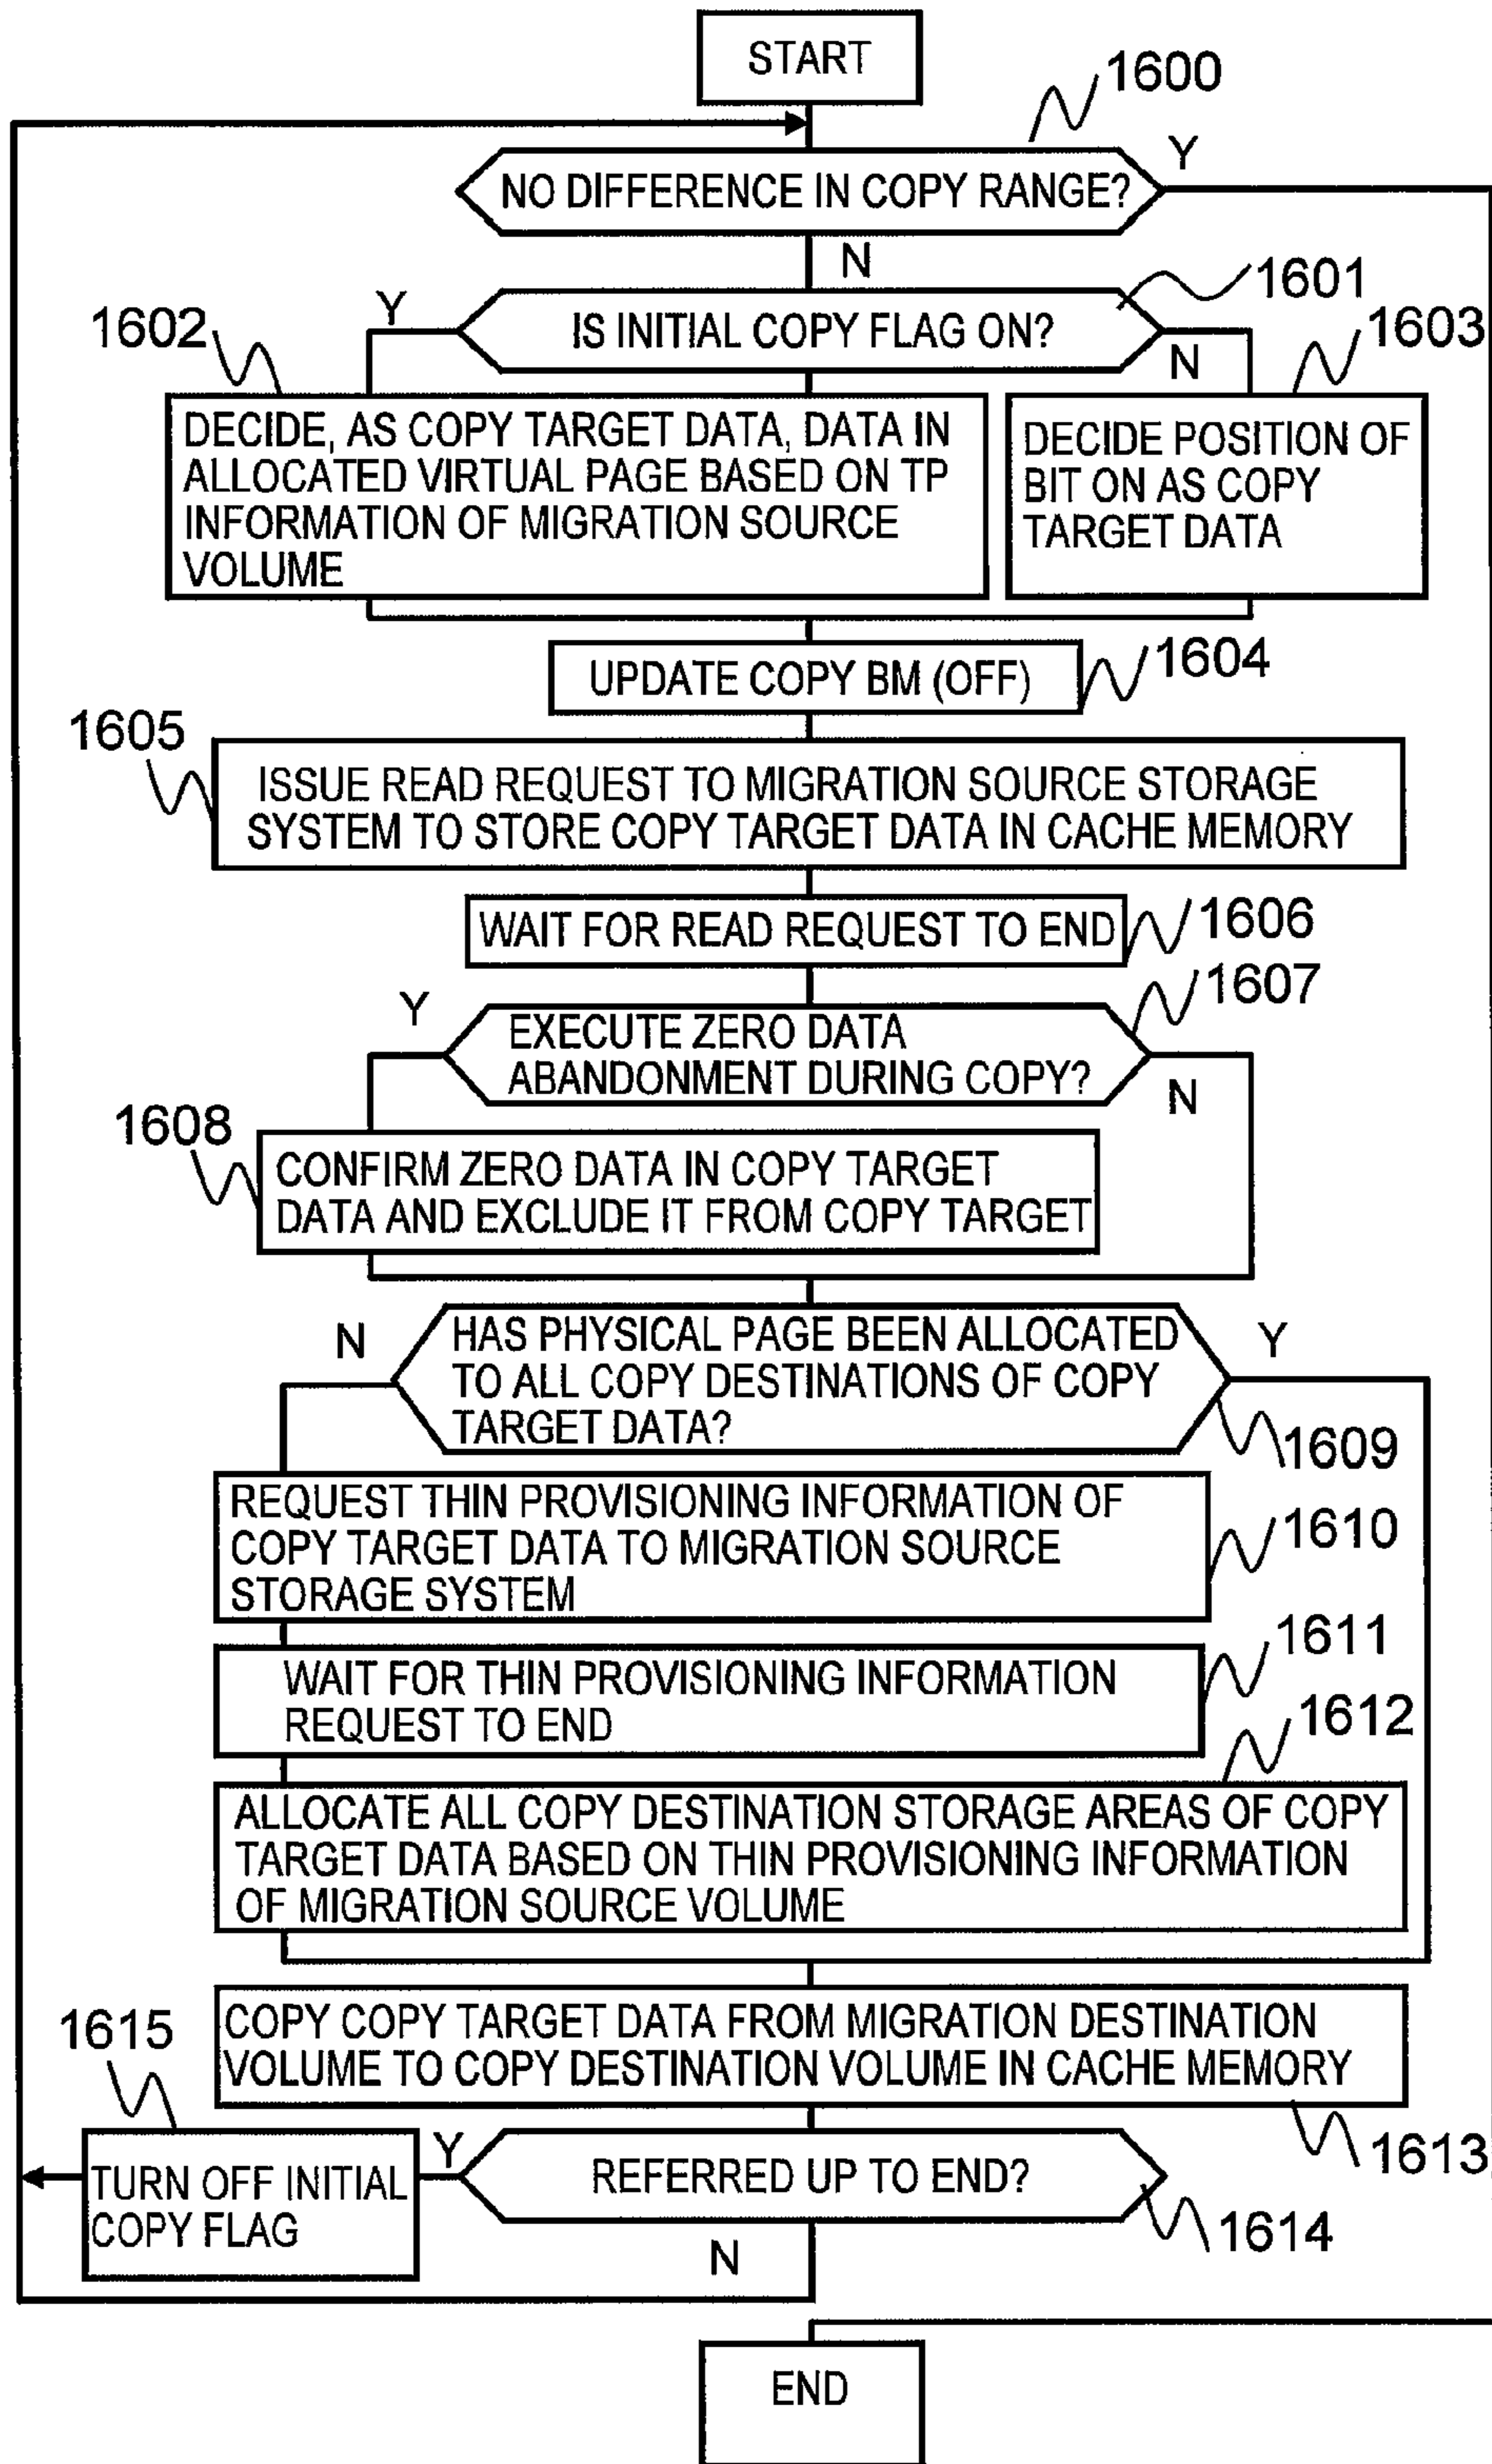 START
1600
NO DIFFERENCE IN COPY RANGE?
Y
N
1601
IS INITIAL COPY FLAG ON?
Y
N
1602
1603
DECIDE, AS COPY TARGET DATA, DATA IN
ALLOCATED VIRTUAL PAGE BASED ON TP
INFORMATION OF MIGRATION SOURCE
VOLUME
DECIDE POSITION OF
BIT ON AS COPY
TARGET DATA
UPDATE COPY BM (OFF)
1604
1605
ISSUE READ REQUEST TO MIGRATION SOURCE STORAGE
SYSTEM TO STORE COPY TARGET DATA IN CACHE MEMORY
WAIT FOR READ REQUEST TO END
1606
1607
Y
EXECUTE ZERO DATA
ABANDONMENT DURING COPY?
N
1608
CONFIRM ZERO DATA IN COPY TARGET
DATA AND EXCLUDE IT FROM COPY TARGET
N
HAS PHYSICAL PAGE BEEN ALLOCATED
TO ALL COPY DESTINATIONS OF COPY
TARGET DATA?
Y
1609
REQUEST THIN PROVISIONING INFORMATION OF
COPY TARGET DATA TO MIGRATION SOURCE
STORAGE SYSTEM
1610
WAIT FOR THIN PROVISIONING INFORMATION
REQUEST TO END
1611
1612
ALLOCATE ALL COPY DESTINATION STORAGE AREAS OF COPY
TARGET DATA BASED ON THIN PROVISIONING INFORMATION
OF MIGRATION SOURCE VOLUME
COPY COPY TARGET DATA FROM MIGRATION DESTINATION
VOLUME TO COPY DESTINATION VOLUME IN CACHE MEMORY
1613
1615
TURN OFF INITIAL
COPY FLAG
Y
REFERRED UP TO END?
1614
N
END